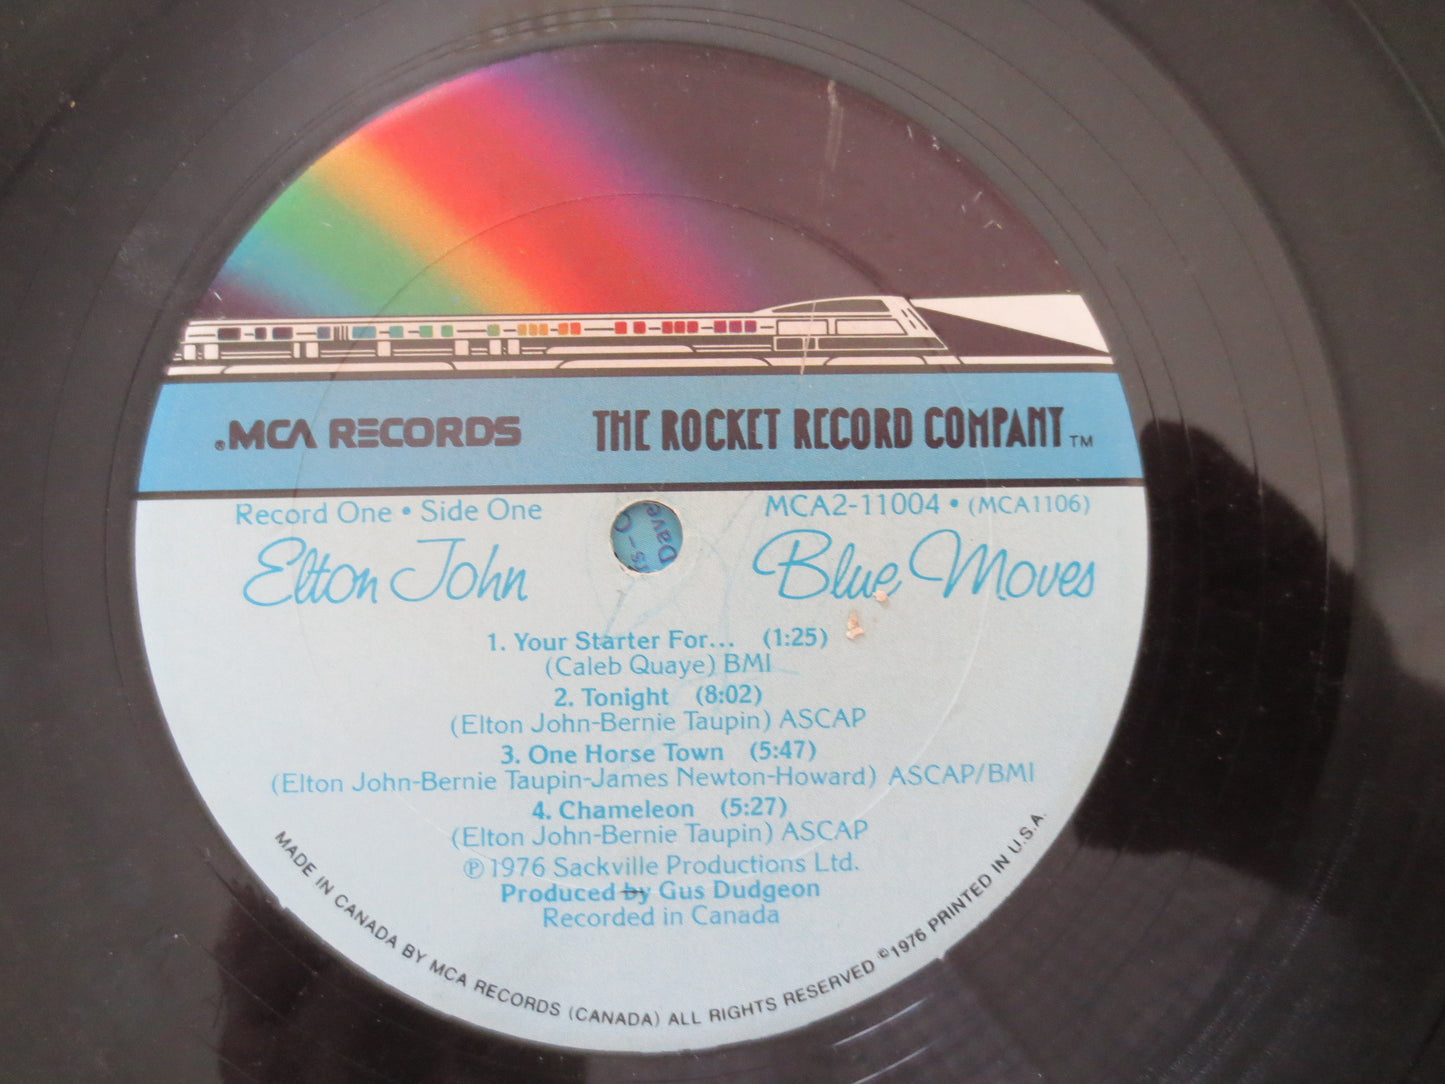 ®MCA RECORDS THE ROCKET RECORD COMPANY™
Record One • Side One MCA2-11004 • (MCA1106)
Elton John Blue Moves
1. Your Starter For... (1:25)
(Caleb Quaye) BMI
2. Tonight (8:02)
(Elton John-Bernie Taupin) ASCAP
3. One Horse Town (5:47)
(Elton John-Bernie Taupin-James Newton-Howard) ASCAP/BMI
4. Chameleon (5:27)
(Elton John-Bernie Taupin) ASCAP
℗1976 Sackville Productions Ltd.
Produced by Gus Dudgeon
Recorded in Canada
MADE IN CANADA BY MCA RECORDS (CANADA) ALL RIGHTS RESERVED ©1976 PRINTED IN U.S.A.
Dave